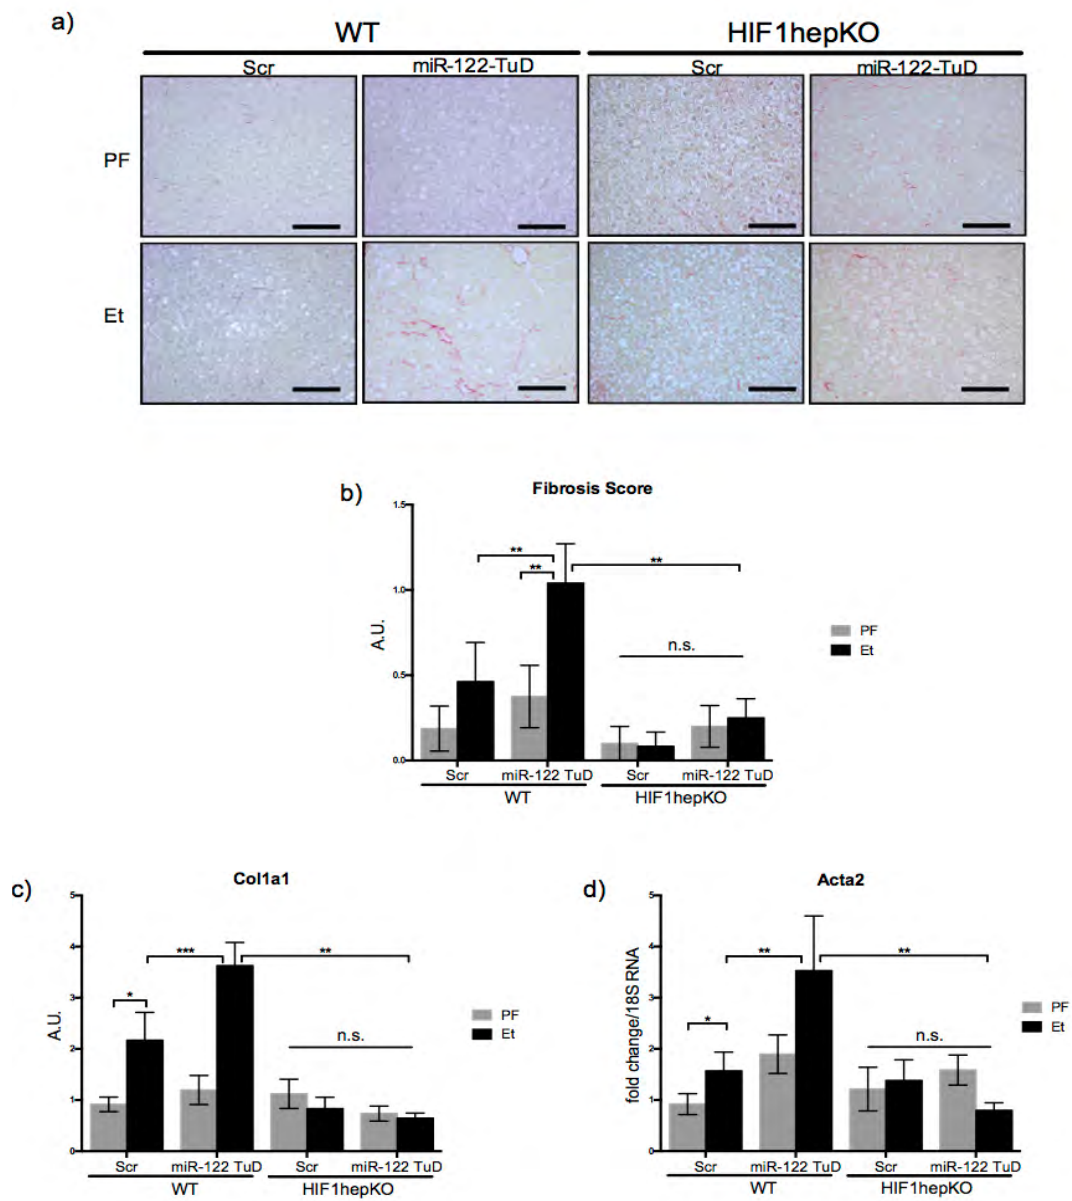 a)
WT HIF1hepKO
Scr miR-122-TuD Scr miR-122-TuD
PF
Et
b)
Fibrosis Score
1.5
1.0
0.5
0.0
A.U.
** ** **
n.s.
PF
Et
Scr miR-122 TuD Scr miR-122 TuD
WT HIF1hepKO
c)
Col1a1
5
4
3
2
1
0
A.U.
* *** **
n.s.
PF
Et
Scr miR-122 TuD Scr miR-122 TuD
WT HIF1hepKO
d)
Acta2
5
4
3
2
1
0
fold change/18S RNA
* ** **
n.s.
PF
Et
Scr miR-122 TuD Scr miR-122 TuD
WT HIF1hepKO